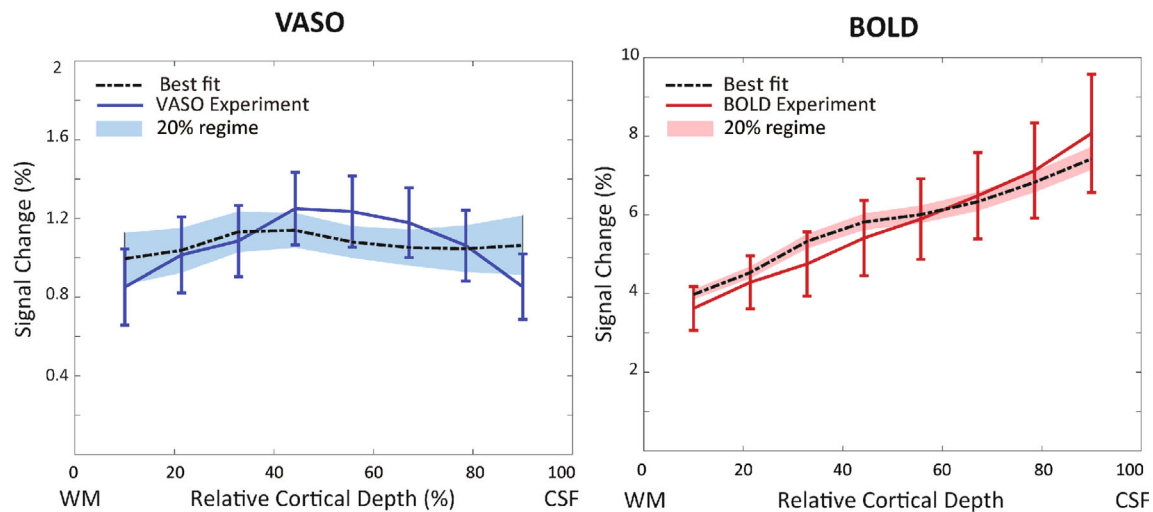 VASO
2
1.6
1.2
0.8
0.4
Signal Change (%)
Best fit
VASO Experiment
20% regime
0 20 40 60 80 100
WM Relative Cortical Depth (%) CSF
BOLD
10
8
6
4
2
Signal Change (%)
Best fit
BOLD Experiment
20% regime
0 20 40 60 80 100
WM Relative Cortical Depth CSF